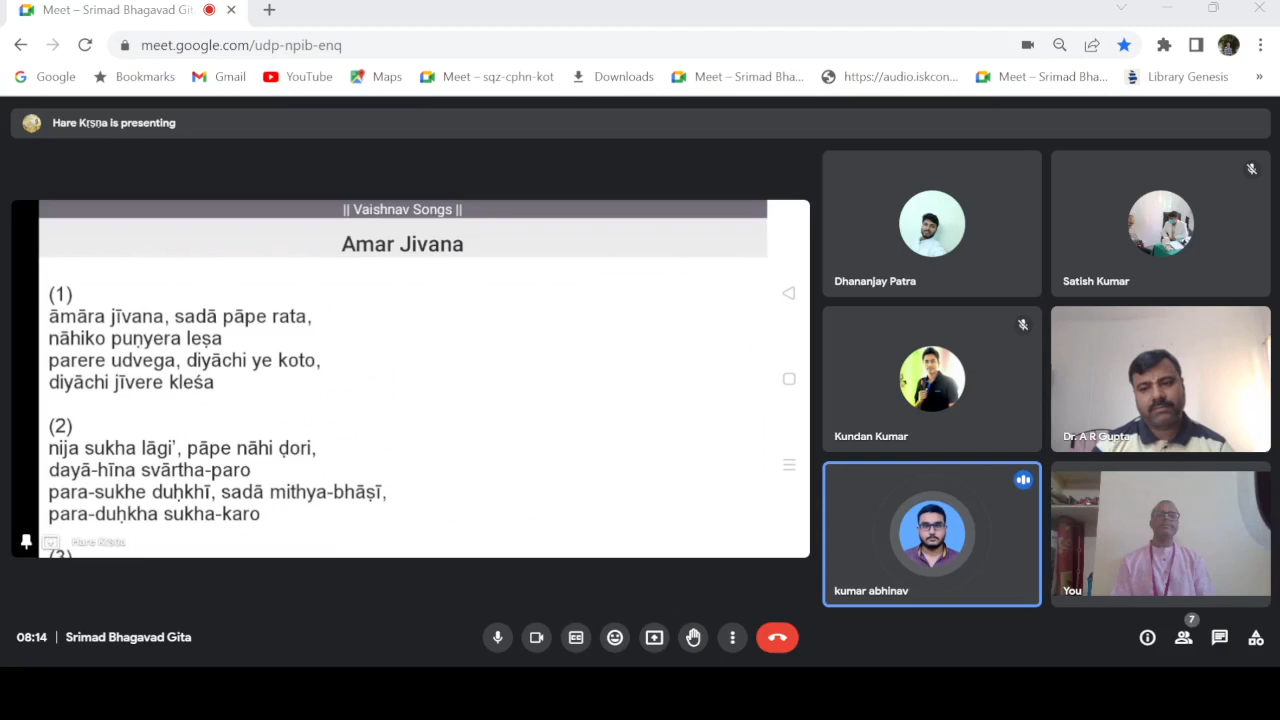 Meet – Srimad Bhagavad Git
meet.google.com/udp-npib-enq
Google
Bookmarks
Gmail
YouTube
Maps
Meet – sqz-cphn-kot
Downloads
Meet – Srimad Bha...
https://audio.iskcon...
Meet – Srimad Bha...
Library Genesis
»
Hare Kṛṣṇa is presenting
|| Vaishnav Songs ||
Amar Jivana
(1)
āmāra jīvana, sadā pāpe rata,
nāhiko puṇyera leṣa
parere udvega, diyāchi ye koto,
diyāchi jīvere kleśa
(2)
nija sukha lāgi’, pāpe nāhi ḍori,
dayā-hīna svārtha-paro
para-sukhe duḥkhī, sadā mithya-bhāṣī,
para-duḥkha sukha-karo
(3)
Hare Kṛṣṇa
Dhananjay Patra
Satish Kumar
Kundan Kumar
Dr. A R Gupta
kumar abhinav
You
08:14 | Srimad Bhagavad Gita
7